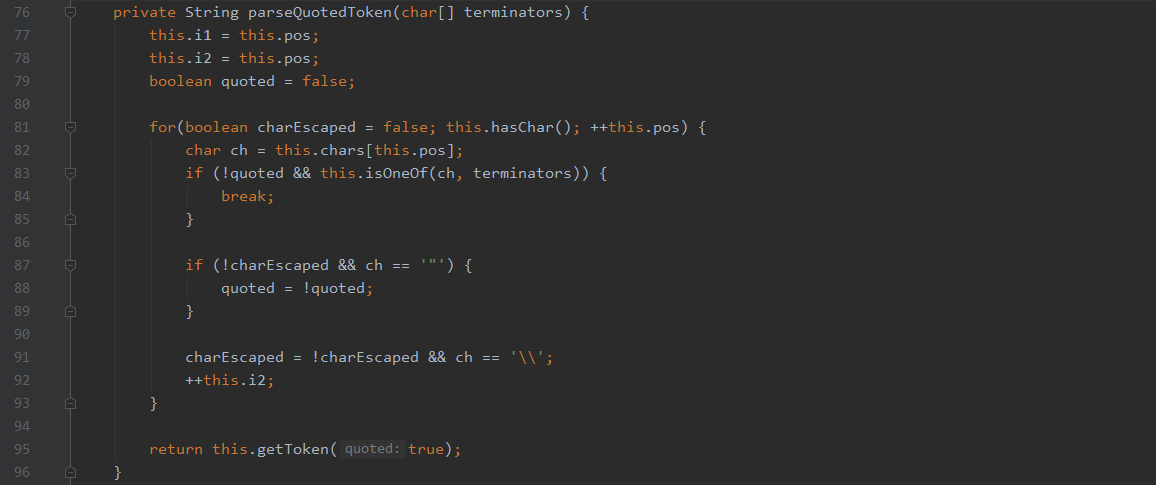 76 private String parseQuotedToken(char[] terminators) {
77 this.i1 = this.pos;
78 this.i2 = this.pos;
79 boolean quoted = false;
80
81 for(boolean charEscaped = false; this.hasChar(); ++this.pos) {
82 char ch = this.chars[this.pos];
83 if (!quoted && this.isOneOf(ch, terminators)) {
84 break;
85 }
86
87 if (!charEscaped && ch == '"') {
88 quoted = !quoted;
89 }
90
91 charEscaped = !charEscaped && ch == '\\';
92 ++this.i2;
93 }
94
95 return this.getToken( quoted: true);
96 }